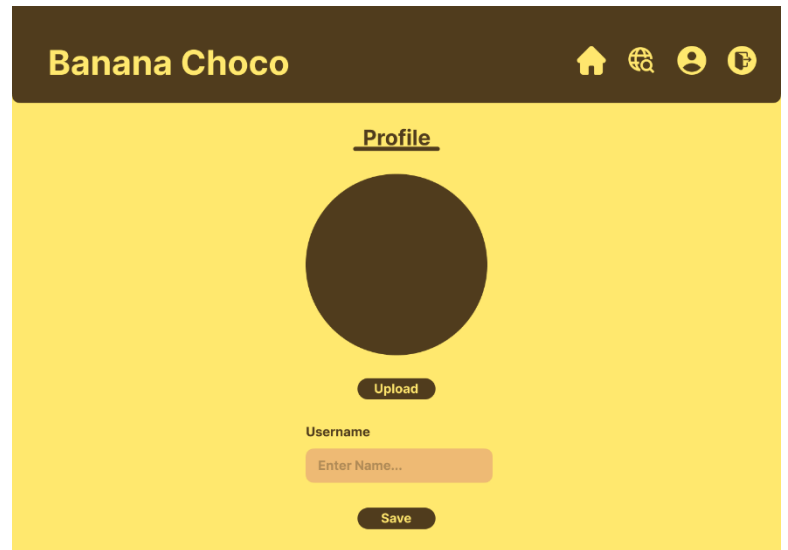 Banana Choco
Profile
Upload
Username
Enter Name...
Save